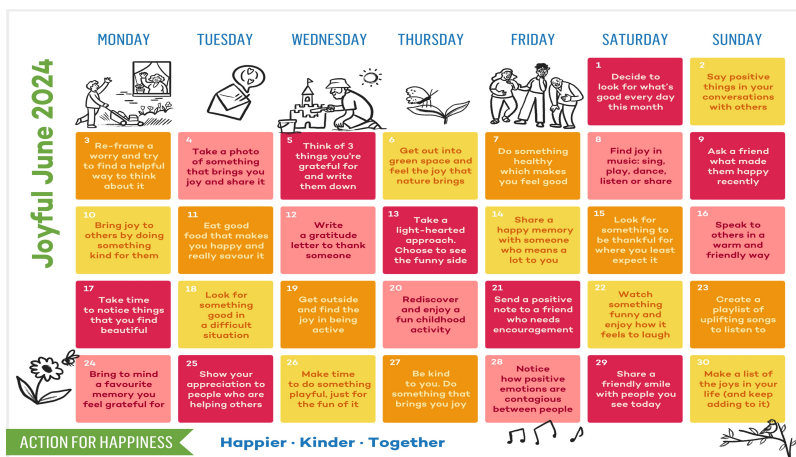 MONDAY TUESDAY WEDNESDAY THURSDAY FRIDAY SATURDAY SUNDAY
Joyful June 2024
1
Decide to
look for what's
good every day
this month
2
Say positive
things in your
conversations
with others
3
Re-frame a
worry and try
to find a helpful
way to think
about it
4
Take a photo
of something
that brings you
joy and share it
5
Think of 3
things you're
grateful for
and write
them down
6
Get out into
green space and
feel the joy that
nature brings
7
Do something
healthy
which makes
you feel good
8
Find joy in
music: sing,
play, dance,
listen or share
9
Ask a friend
what made
them happy
recently
10
Bring joy to
others by doing
something
kind for them
11
Eat good
food that makes
you happy and
really savour it
12
Write
a gratitude
letter to thank
someone
13
Take a
light-hearted
approach.
Choose to see
the funny side
14
Share a
happy memory
with someone
who means a
lot to you
15
Look for
something to
be thankful for
where you least
expect it
16
Speak to
others in a
warm and
friendly way
17
Take time
to notice things
that you find
beautiful
18
Look for
something
good in
a difficult
situation
19
Get outside
and find the
joy in being
active
20
Rediscover
and enjoy a
fun childhood
activity
21
Send a positive
note to a friend
who needs
encouragement
22
Watch
something
funny and
enjoy how it
feels to laugh
23
Create a
playlist of
uplifting songs
to listen to
24
Bring to mind
a favourite
memory you
feel grateful for
25
Show your
appreciation to
people who are
helping others
26
Make time
to do something
playful, just for
the fun of it
27
Be kind
to you. Do
something that
brings you joy
28
Notice
how positive
emotions are
contagious
between people
29
Share a
friendly smile
with people you
see today
30
Make a list of
the joys in your
life (and keep
adding to it)
ACTION FOR HAPPINESS
Happier · Kinder · Together